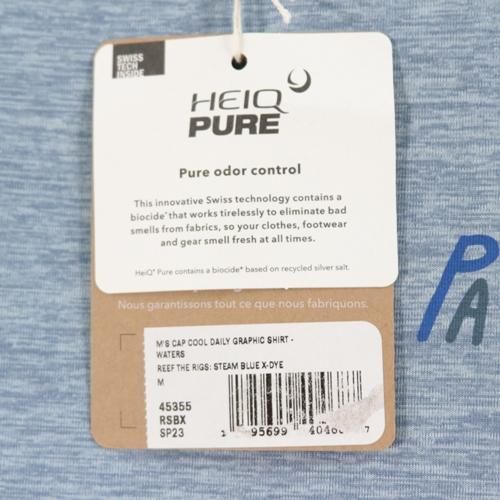 SWISS
TECH
INSIDE
HEIQ
PURE
Pure odor control
This innovative Swiss technology contains a
biocide* that works tirelessly to eliminate bad
smells from fabrics, so your clothes, footwear
and gear smell fresh at all times.
HeiQ® Pure contains a biocide* based on recycled silver salt.
Nous garantissons tout ce que nous fabriquons.
M'S CAP COOL DAILY GRAPHIC SHIRT -
WATERS
REEF THE RIGS: STEAM BLUE X-DYE
M
45355
RSBX
SP23
1 95699 7
PA